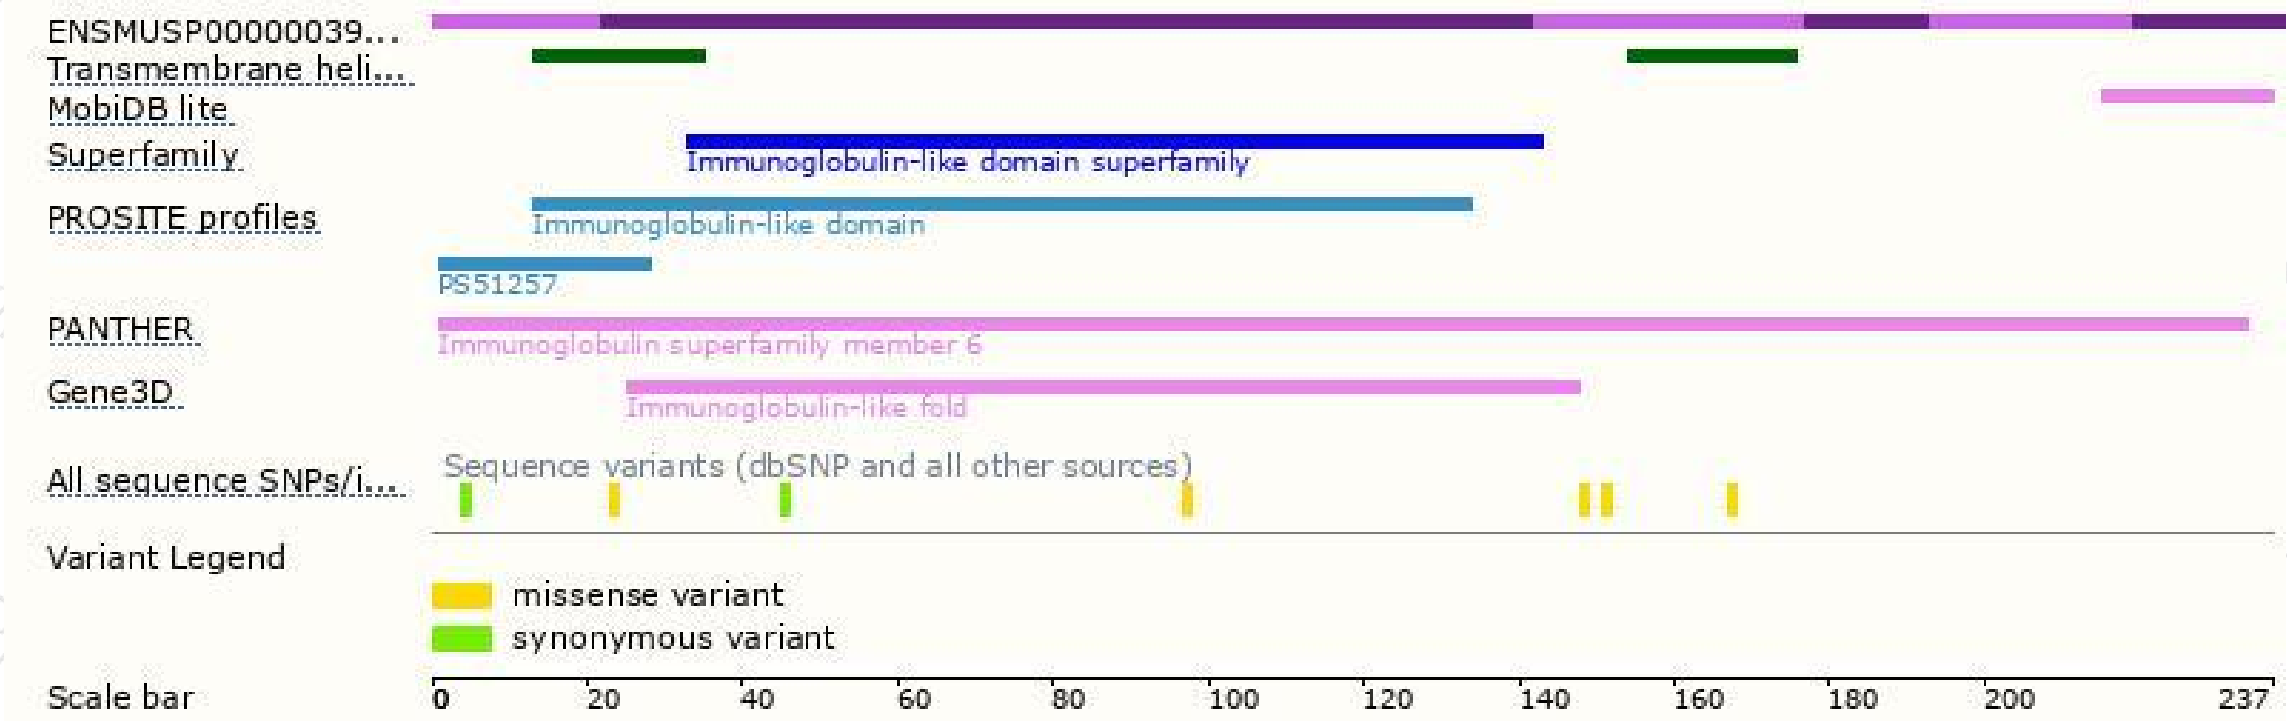 ENSMUSP00000039...
Transmembrane heli...
MobiDB lite
Superfamily
Immunoglobulin-like domain superfamily
PROSITE profiles
Immunoglobulin-like domain
PS51257
PANTHER
Immunoglobulin superfamily member 6
Gene3D
Immunoglobulin-like fold
Sequence variants (dbSNP and all other sources)
All sequence SNPs/i...
Variant Legend
missense variant
synonymous variant
Scale bar 0 20 40 60 80 100 120 140 160 180 200 237